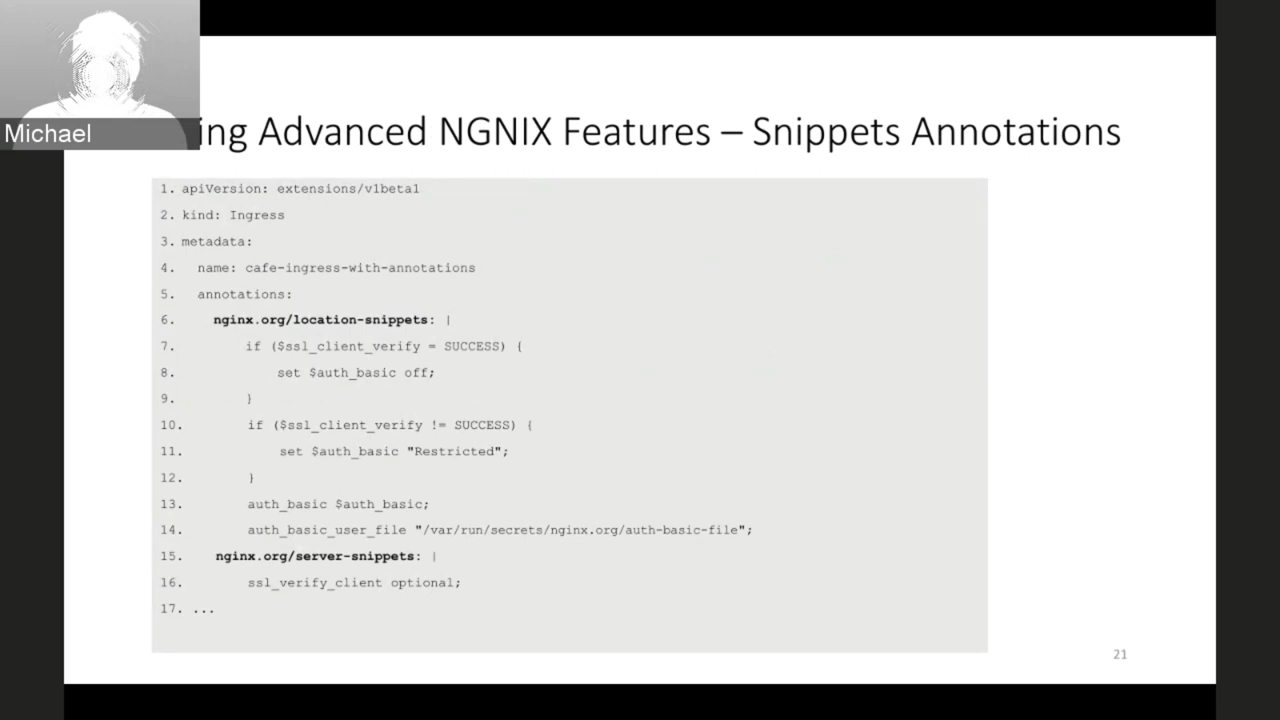 Michael
ing Advanced NGNIX Features – Snippets Annotations
1. apiVersion: extensions/v1beta1
2. kind: Ingress
3. metadata:
4. name: cafe-ingress-with-annotations
5. annotations:
6. nginx.org/location-snippets: |
7. if ($ssl_client_verify = SUCCESS) {
8. set $auth_basic off;
9. }
10. if ($ssl_client_verify != SUCCESS) {
11. set $auth_basic "Restricted";
12. }
13. auth_basic $auth_basic;
14. auth_basic_user_file "/var/run/secrets/nginx.org/auth-basic-file";
15. nginx.org/server-snippets: |
16. ssl_verify_client optional;
17. ...
21